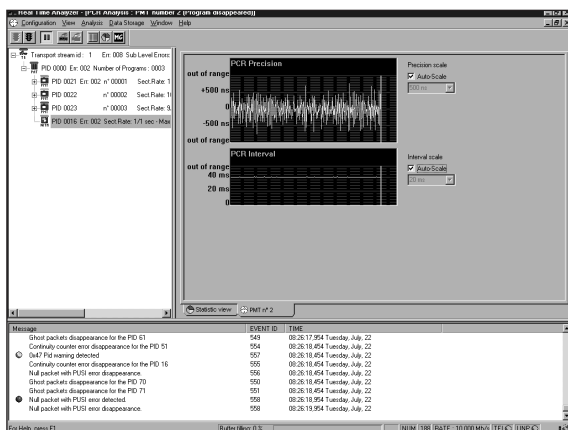 Real Time Analyzer - [PCR Analysis : PMT number 2 [Program disappeared]]
Configuration View Analysis Data Storage Window Help
Transport stream id : 1 Err: 008 Sub Level Errors:
PID 0000 Err: 002 Number of Programs : 0003
PID 0021 Err: 002 n° 00001 Sect.Rate: 1
PID 0022 n° 00002 Sect.Rate: 1
PID 0023 n° 00003 Sect.Rate: 9.
PID 0016 Err: 002 Sect.Rate: 1/1 sec - Max
PCR Precision
out of range
+500 ns
0
-500 ns
out of range
Precision scale
Auto-Scale
500 ns
PCR Interval
out of range
40 ms
20 ms
0
Interval scale
Auto-Scale
20 ms
Statistic view
PMT n° 2
Message EVENT ID TIME
Ghost packets disappearance for the PID 61 549 08:26:17,954 Tuesday, July, 22
Continuity counter error disappearance for the PID 51 554 08:26:18,454 Tuesday, July, 22
0x47 Pid warning detected 557 08:26:18,454 Tuesday, July, 22
Continuity counter error disappearance for the PID 16 555 08:26:18,454 Tuesday, July, 22
Null packet with PUSI error disappearance. 556 08:26:18,454 Tuesday, July, 22
Ghost packets disappearance for the PID 70 550 08:26:18,454 Tuesday, July, 22
Ghost packets disappearance for the PID 71 551 08:26:18,454 Tuesday, July, 22
Null packet with PUSI error detected. 558 08:26:18,954 Tuesday, July, 22
Null packet with PUSI error disappearance. 558 08:26:19,954 Tuesday, July, 22
For Help, press F1 Buffer filling: 0 % NUM 188 RATE : 10.000 Mb/s TEI UNP